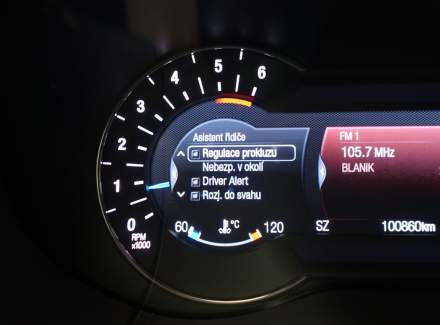 6
5
4
3
2
1
0
RPM
x1000
Asistent řidiče
Regulace prokluzu
Nebezp. v okolí
Driver Alert
Rozj. do svahu
°C
60
120
FM 1
105.7 MHz
BLANIK
SZ
100860km